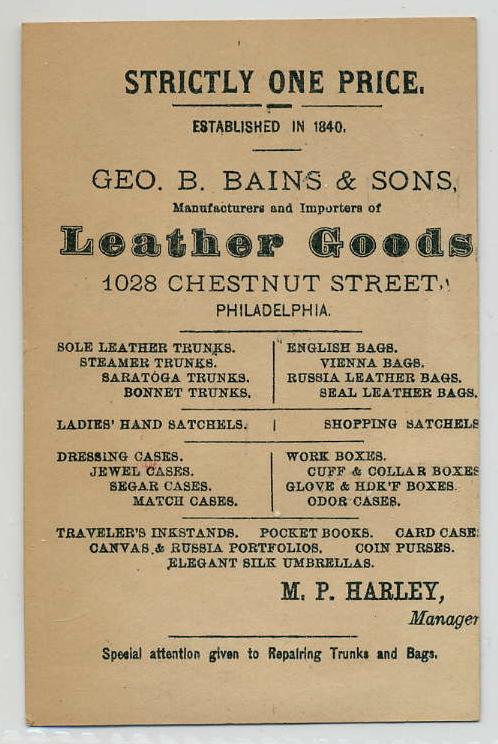 STRICTLY ONE PRICE.
ESTABLISHED IN 1840.
GEO. B. BAINS & SONS,
Manufacturers and Importers of
Leather Goods
1028 CHESTNUT STREET,
PHILADELPHIA.
SOLE LEATHER TRUNKS.
STEAMER TRUNKS.
SARATOGA TRUNKS.
BONNET TRUNKS.
ENGLISH BAGS.
VIENNA BAGS.
RUSSIA LEATHER BAGS.
SEAL LEATHER BAGS.
LADIES' HAND SATCHELS. SHOPPING SATCHELS
DRESSING CASES.
JEWEL CASES.
SEGAR CASES.
MATCH CASES.
WORK BOXES.
CUFF & COLLAR BOXES
GLOVE & HDK'F BOXES.
ODOR CASES.
TRAVELER'S INKSTANDS. POCKET BOOKS. CARD CASE
CANVAS & RUSSIA PORTFOLIOS. COIN PURSES.
ELEGANT SILK UMBRELLAS.
M. P. HARLEY,
Manager
Special attention given to Repairing Trunks and Bags.